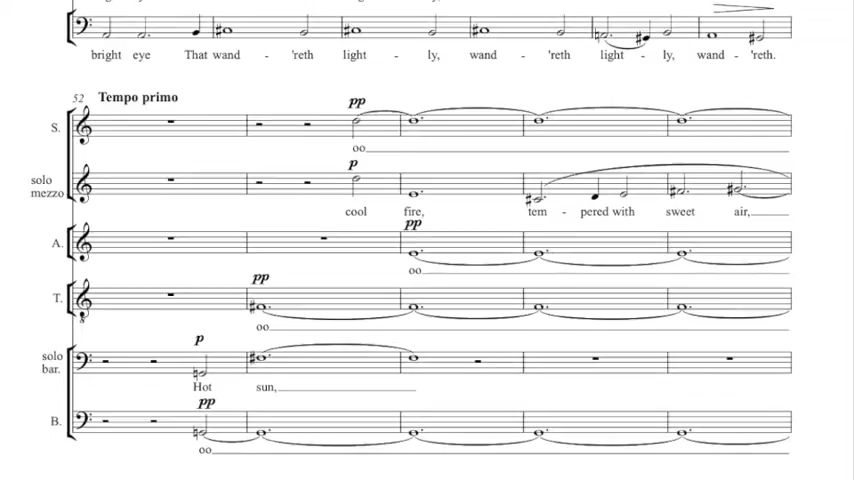 bright eye That wand - 'reth light - ly, wand - 'reth light - ly, wand - 'reth.
52 Tempo primo
pp
S.
oo
p
solo mezzo
cool fire, tem - pered with sweet air,
pp
A.
oo
pp
T.
oo
p
solo bar.
Hot sun,
pp
B.
oo